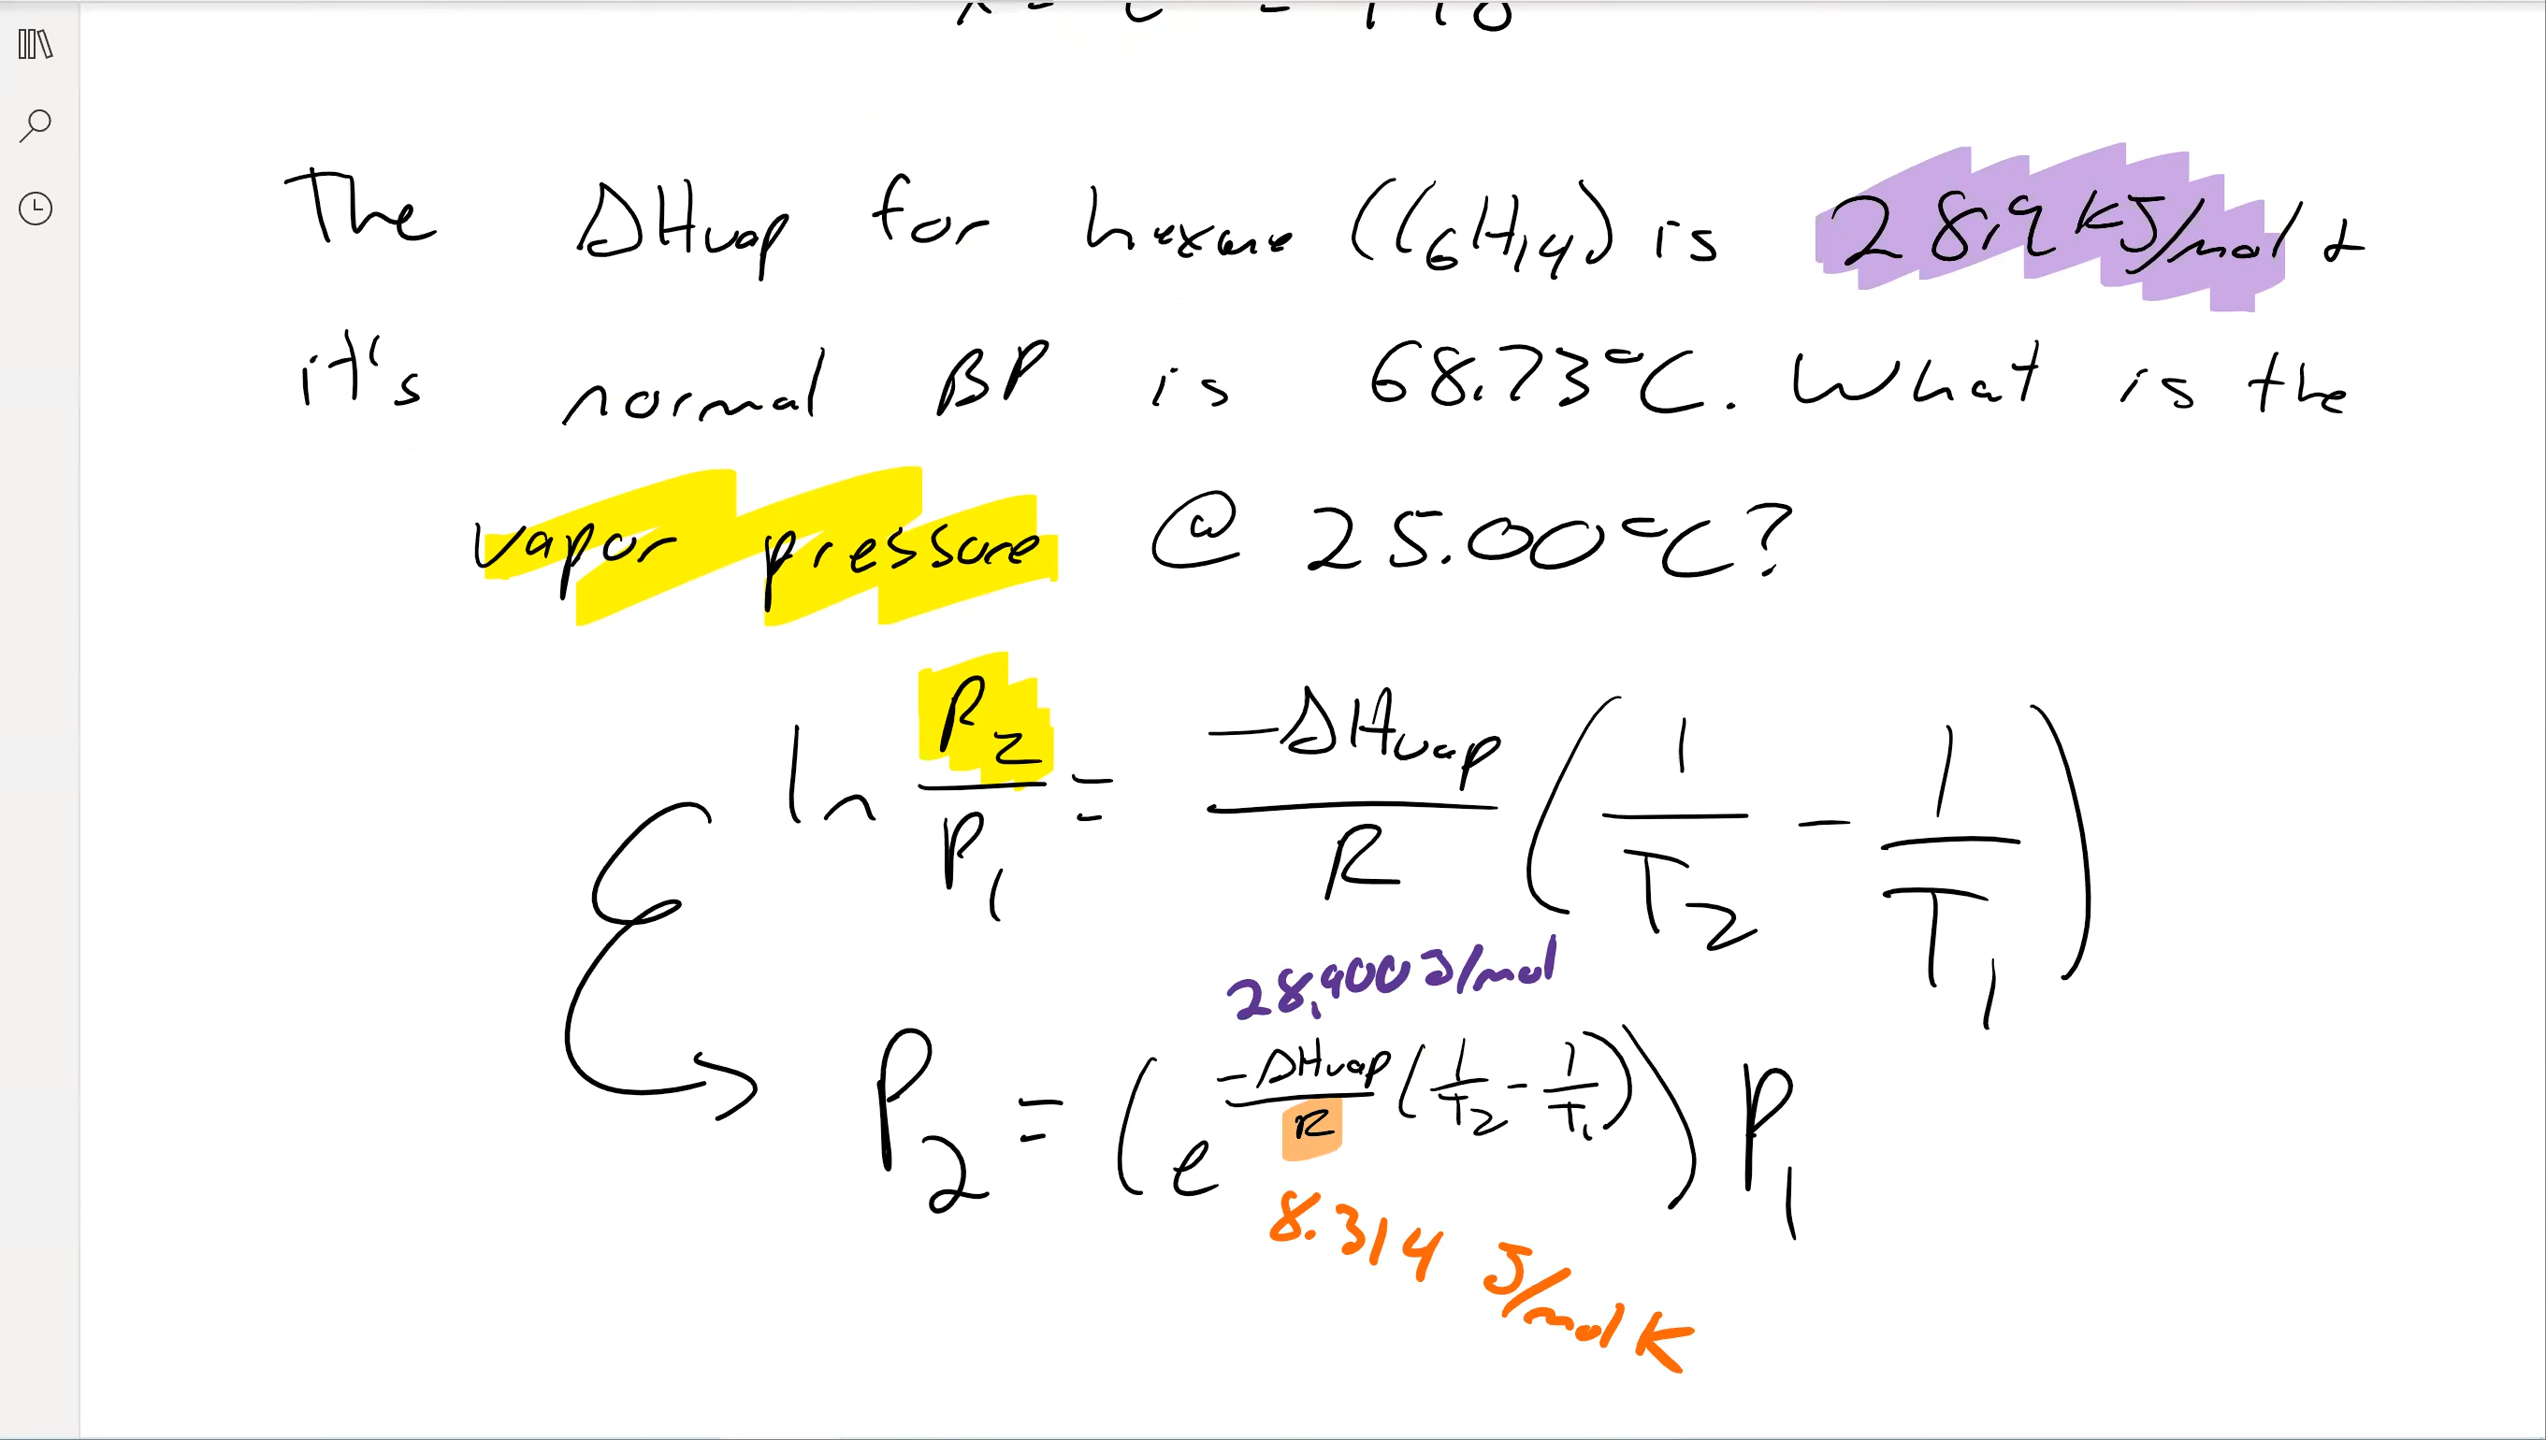 The ΔHvap for hexane (C6H14) is 28.9 kJ/mol +
it's normal BP is 68.73°C. What is the
vapor pressure @ 25.00°C?
ln P2/P1 = -ΔHvap/R (1/T2 - 1/T1)
28,900 J/mol
P2 = (e^(-ΔHvap/R (1/T2 - 1/T1))) P1
8.314 J/mol K